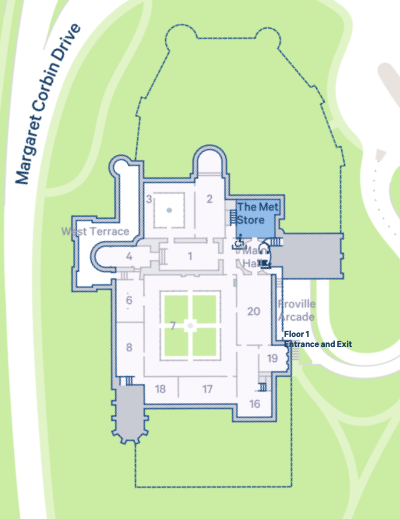 Margaret Corbin Drive
3
2
The Met
Store
West Terrace
Main
Hall
4
1
6
20
Froville
Arcade
7
Floor 1
Entrance and Exit
8
19
18
17
16